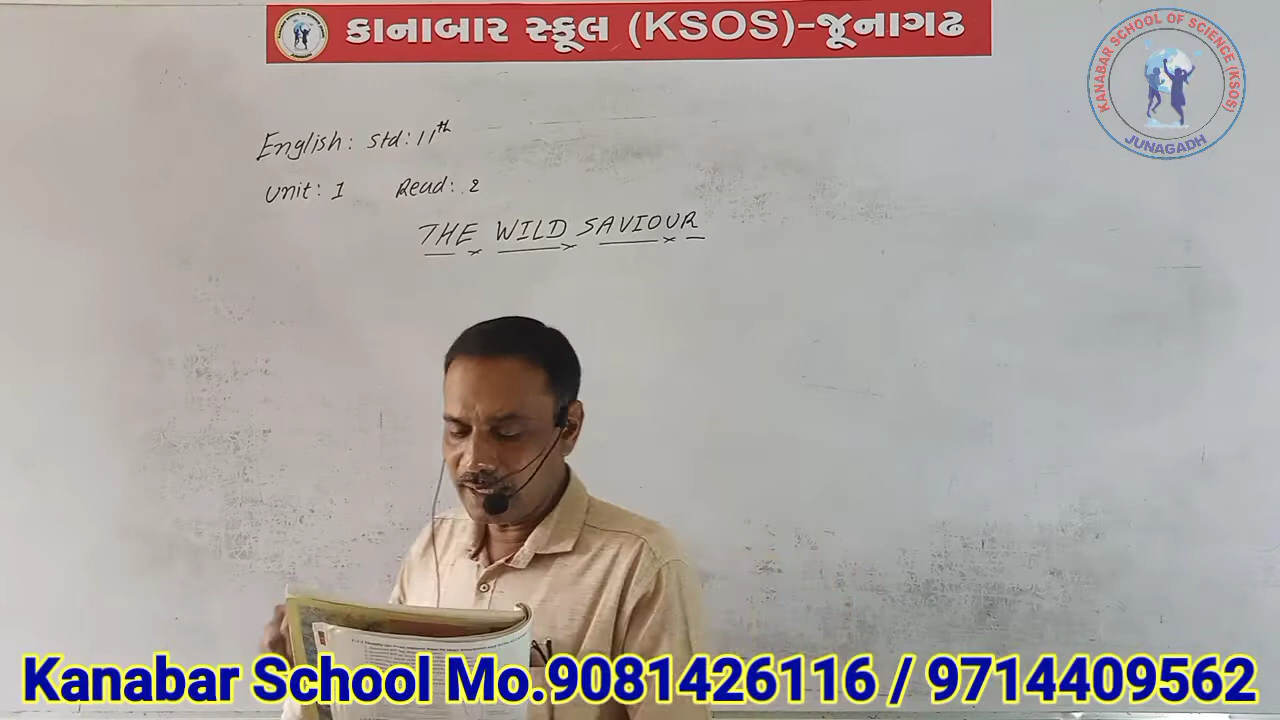 કાનાબાર સ્કૂલ (KSOS)-જૂનાગઢ
KANABAR SCHOOL OF SCIENCE (KSOS)
JUNAGADH
English: Std: 11th
Unit: I Read: 2
THE WILD SAVIOUR
Kanabar School Mo.9081426116 / 9714409562